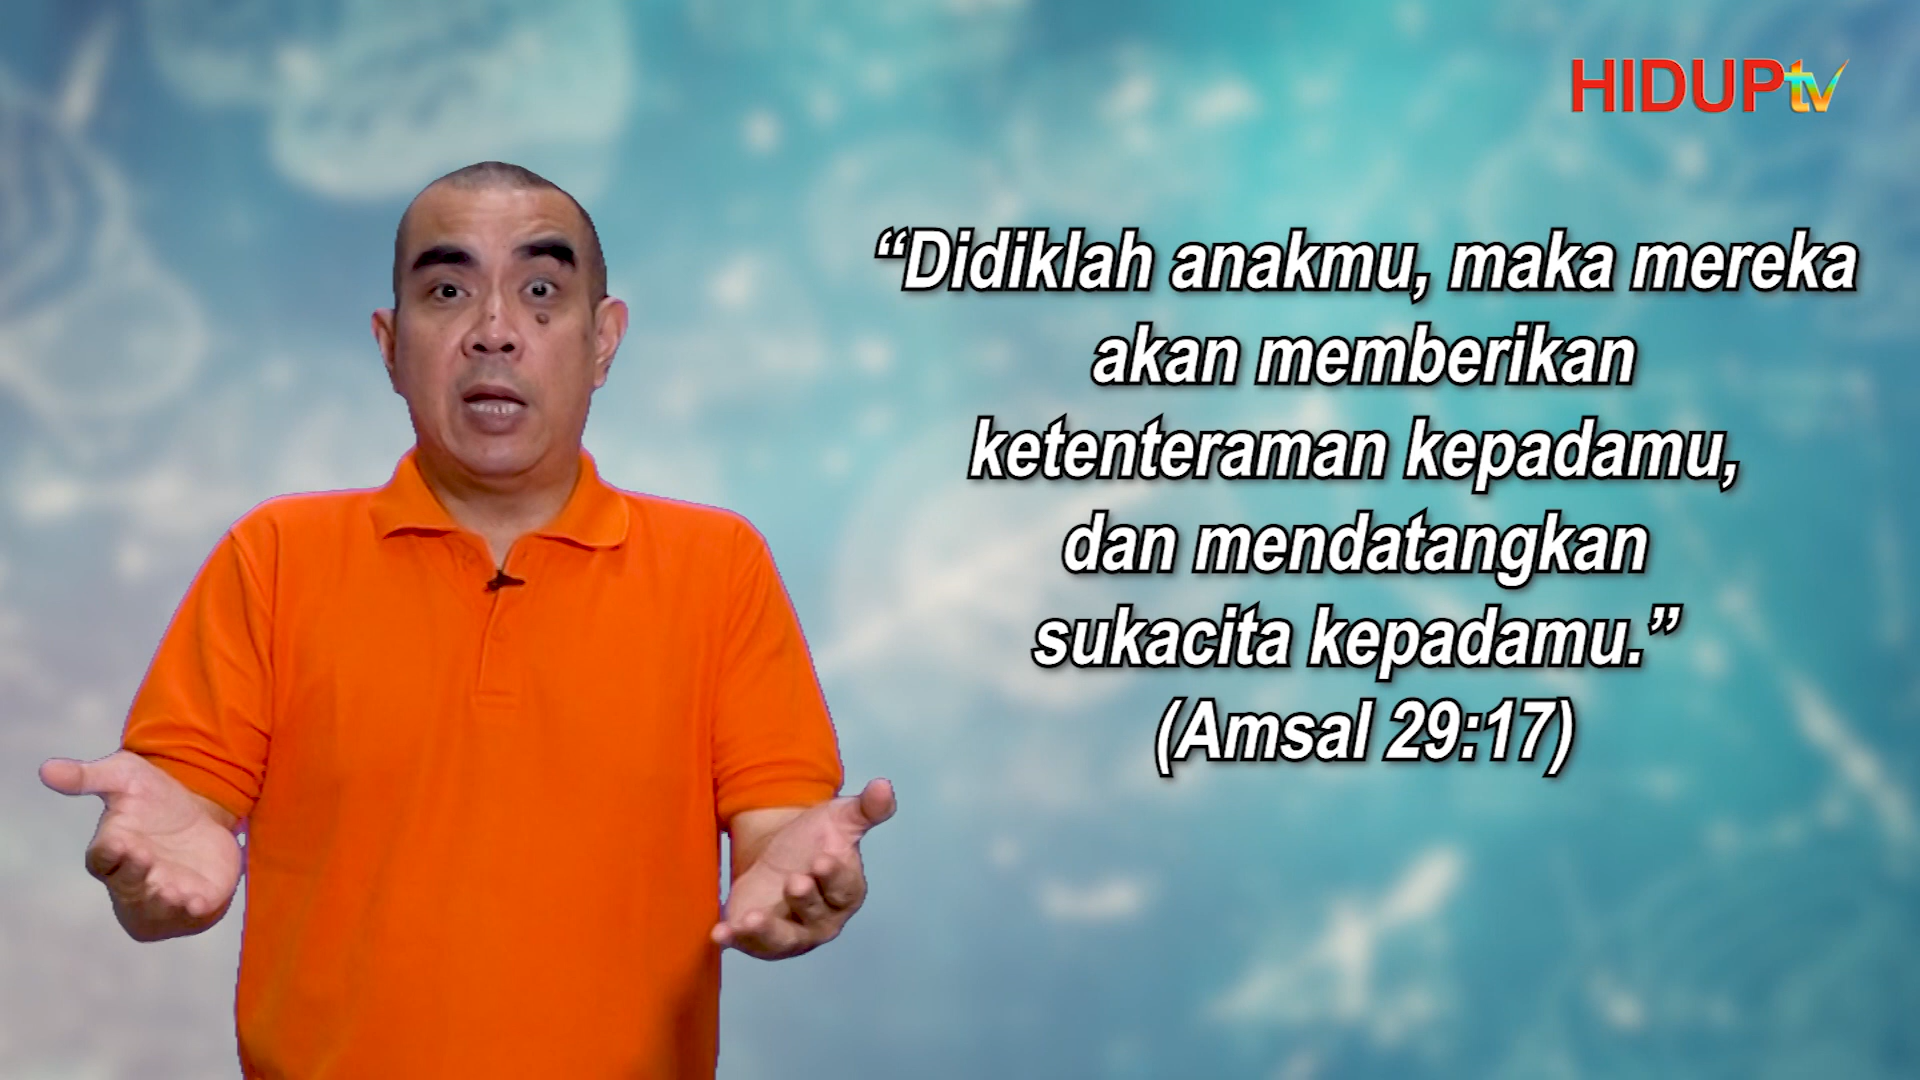 HIDUPtv
“Didiklah anakmu, maka mereka
akan memberikan
ketenteraman kepadamu,
dan mendatangkan
sukacita kepadamu.”
(Amsal 29:17)